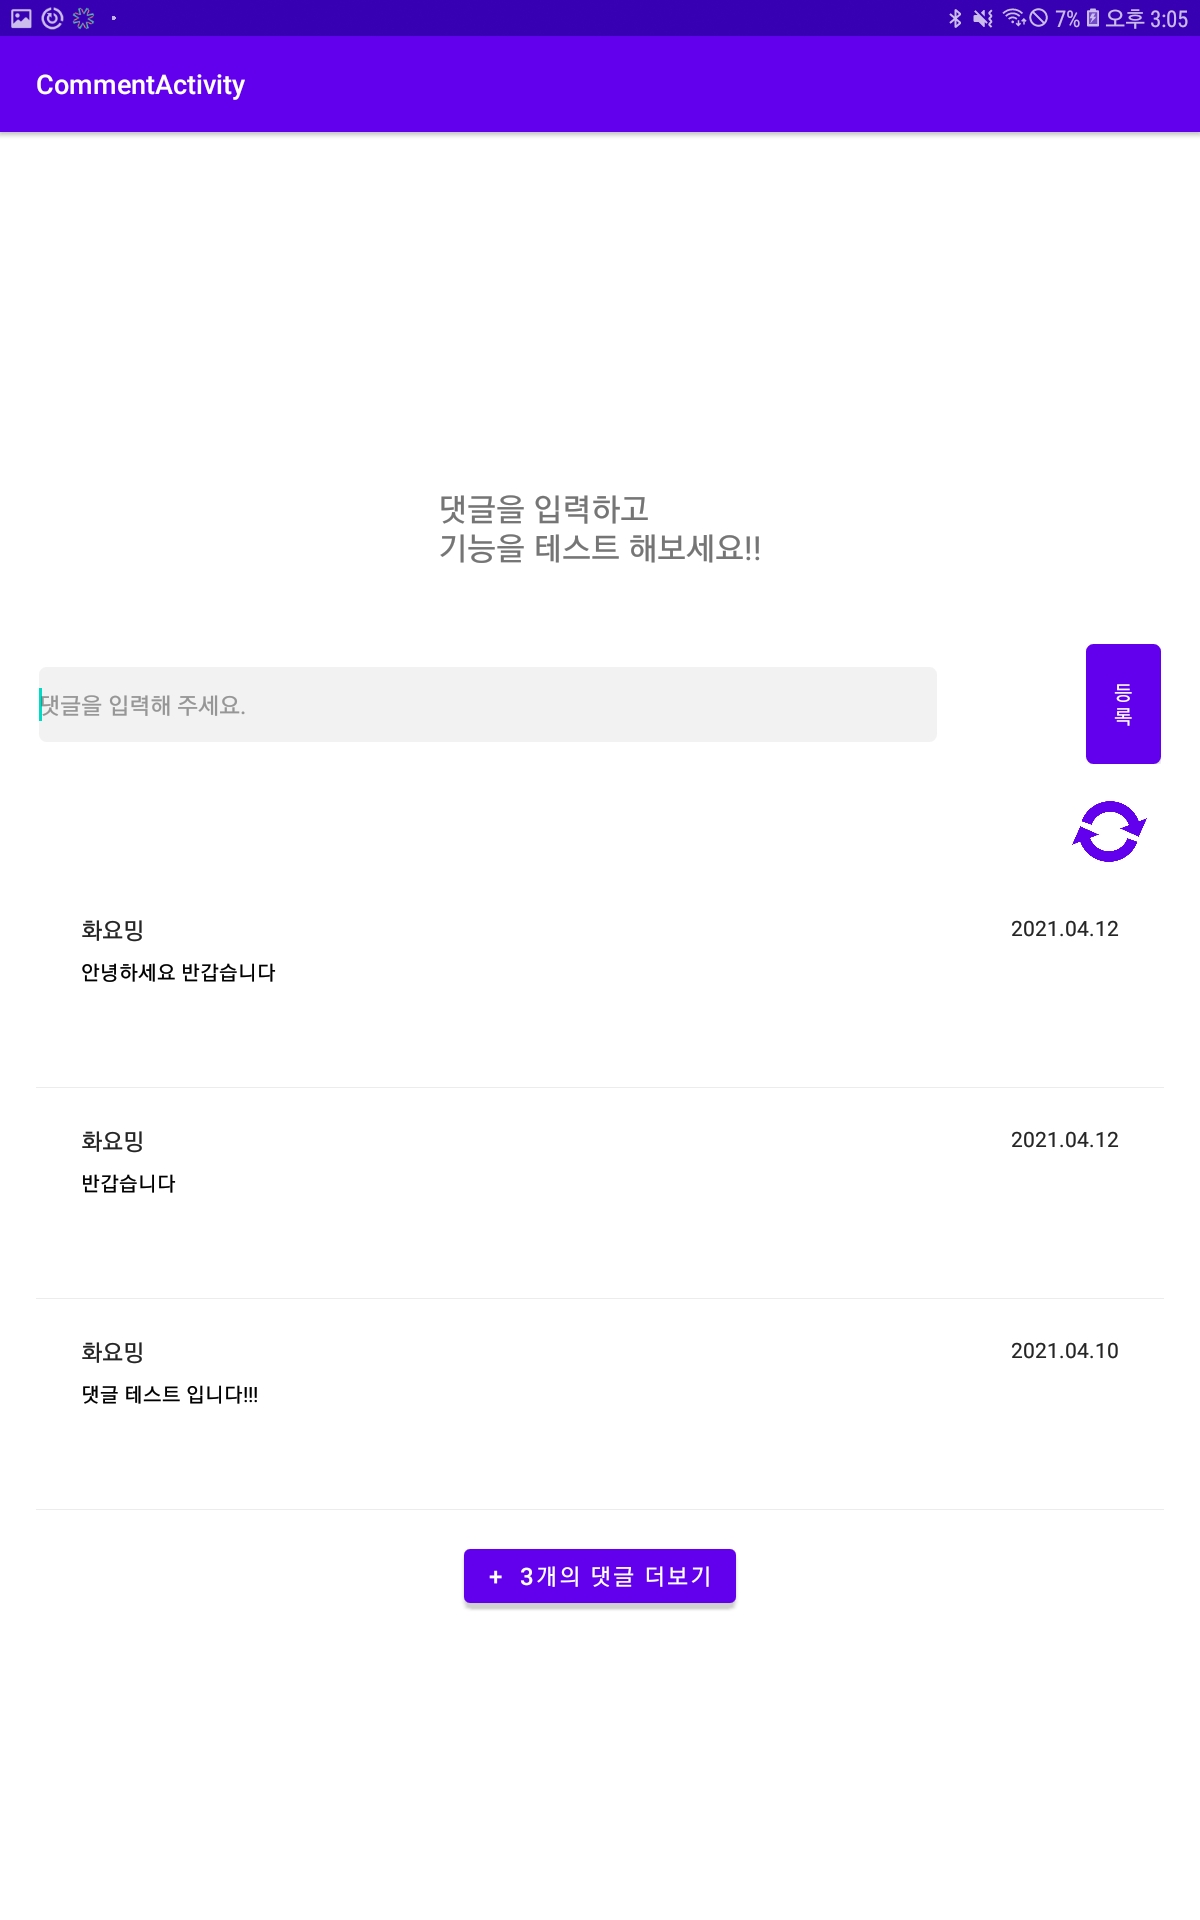 7% 오후 3:05
CommentActivity
댓글을 입력하고
기능을 테스트 해보세요!!
댓글을 입력해 주세요.
등
록
화요밍 2021.04.12
안녕하세요 반갑습니다
화요밍 2021.04.12
반갑습니다
화요밍 2021.04.10
댓글 테스트 입니다!!!
+ 3개의 댓글 더보기